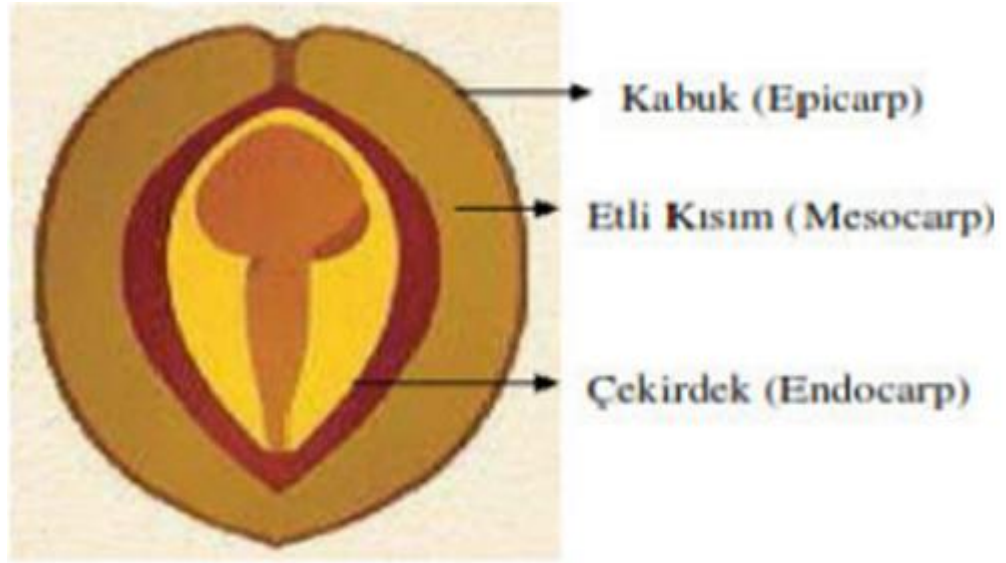 Kabuk (Epicarp)
Etli Kısım (Mesocarp)
Çekirdek (Endocarp)